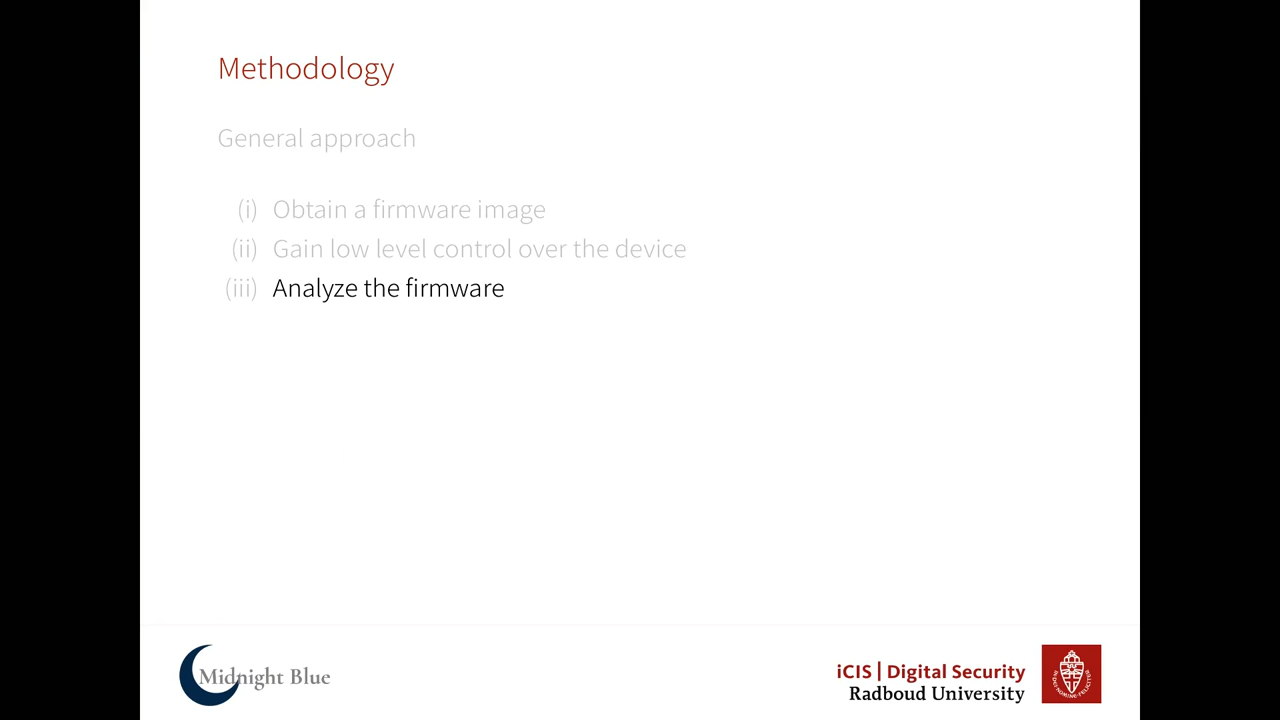 Methodology
General approach
(i) Obtain a firmware image
(ii) Gain low level control over the device
(iii) Analyze the firmware
Midnight Blue
iCIS | Digital Security
Radboud University